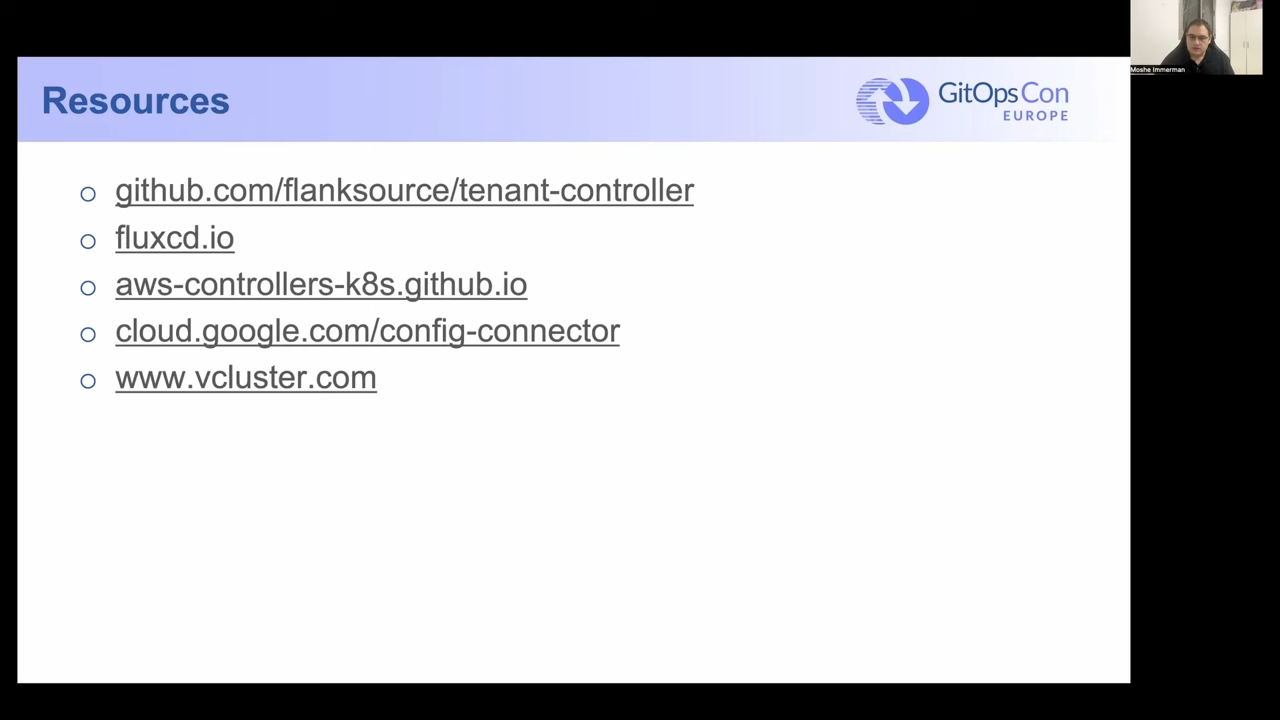 Resources
GitOpsCon
EUROPE
Moshe Immerman
github.com/flanksource/tenant-controller
fluxcd.io
aws-controllers-k8s.github.io
cloud.google.com/config-connector
www.vcluster.com